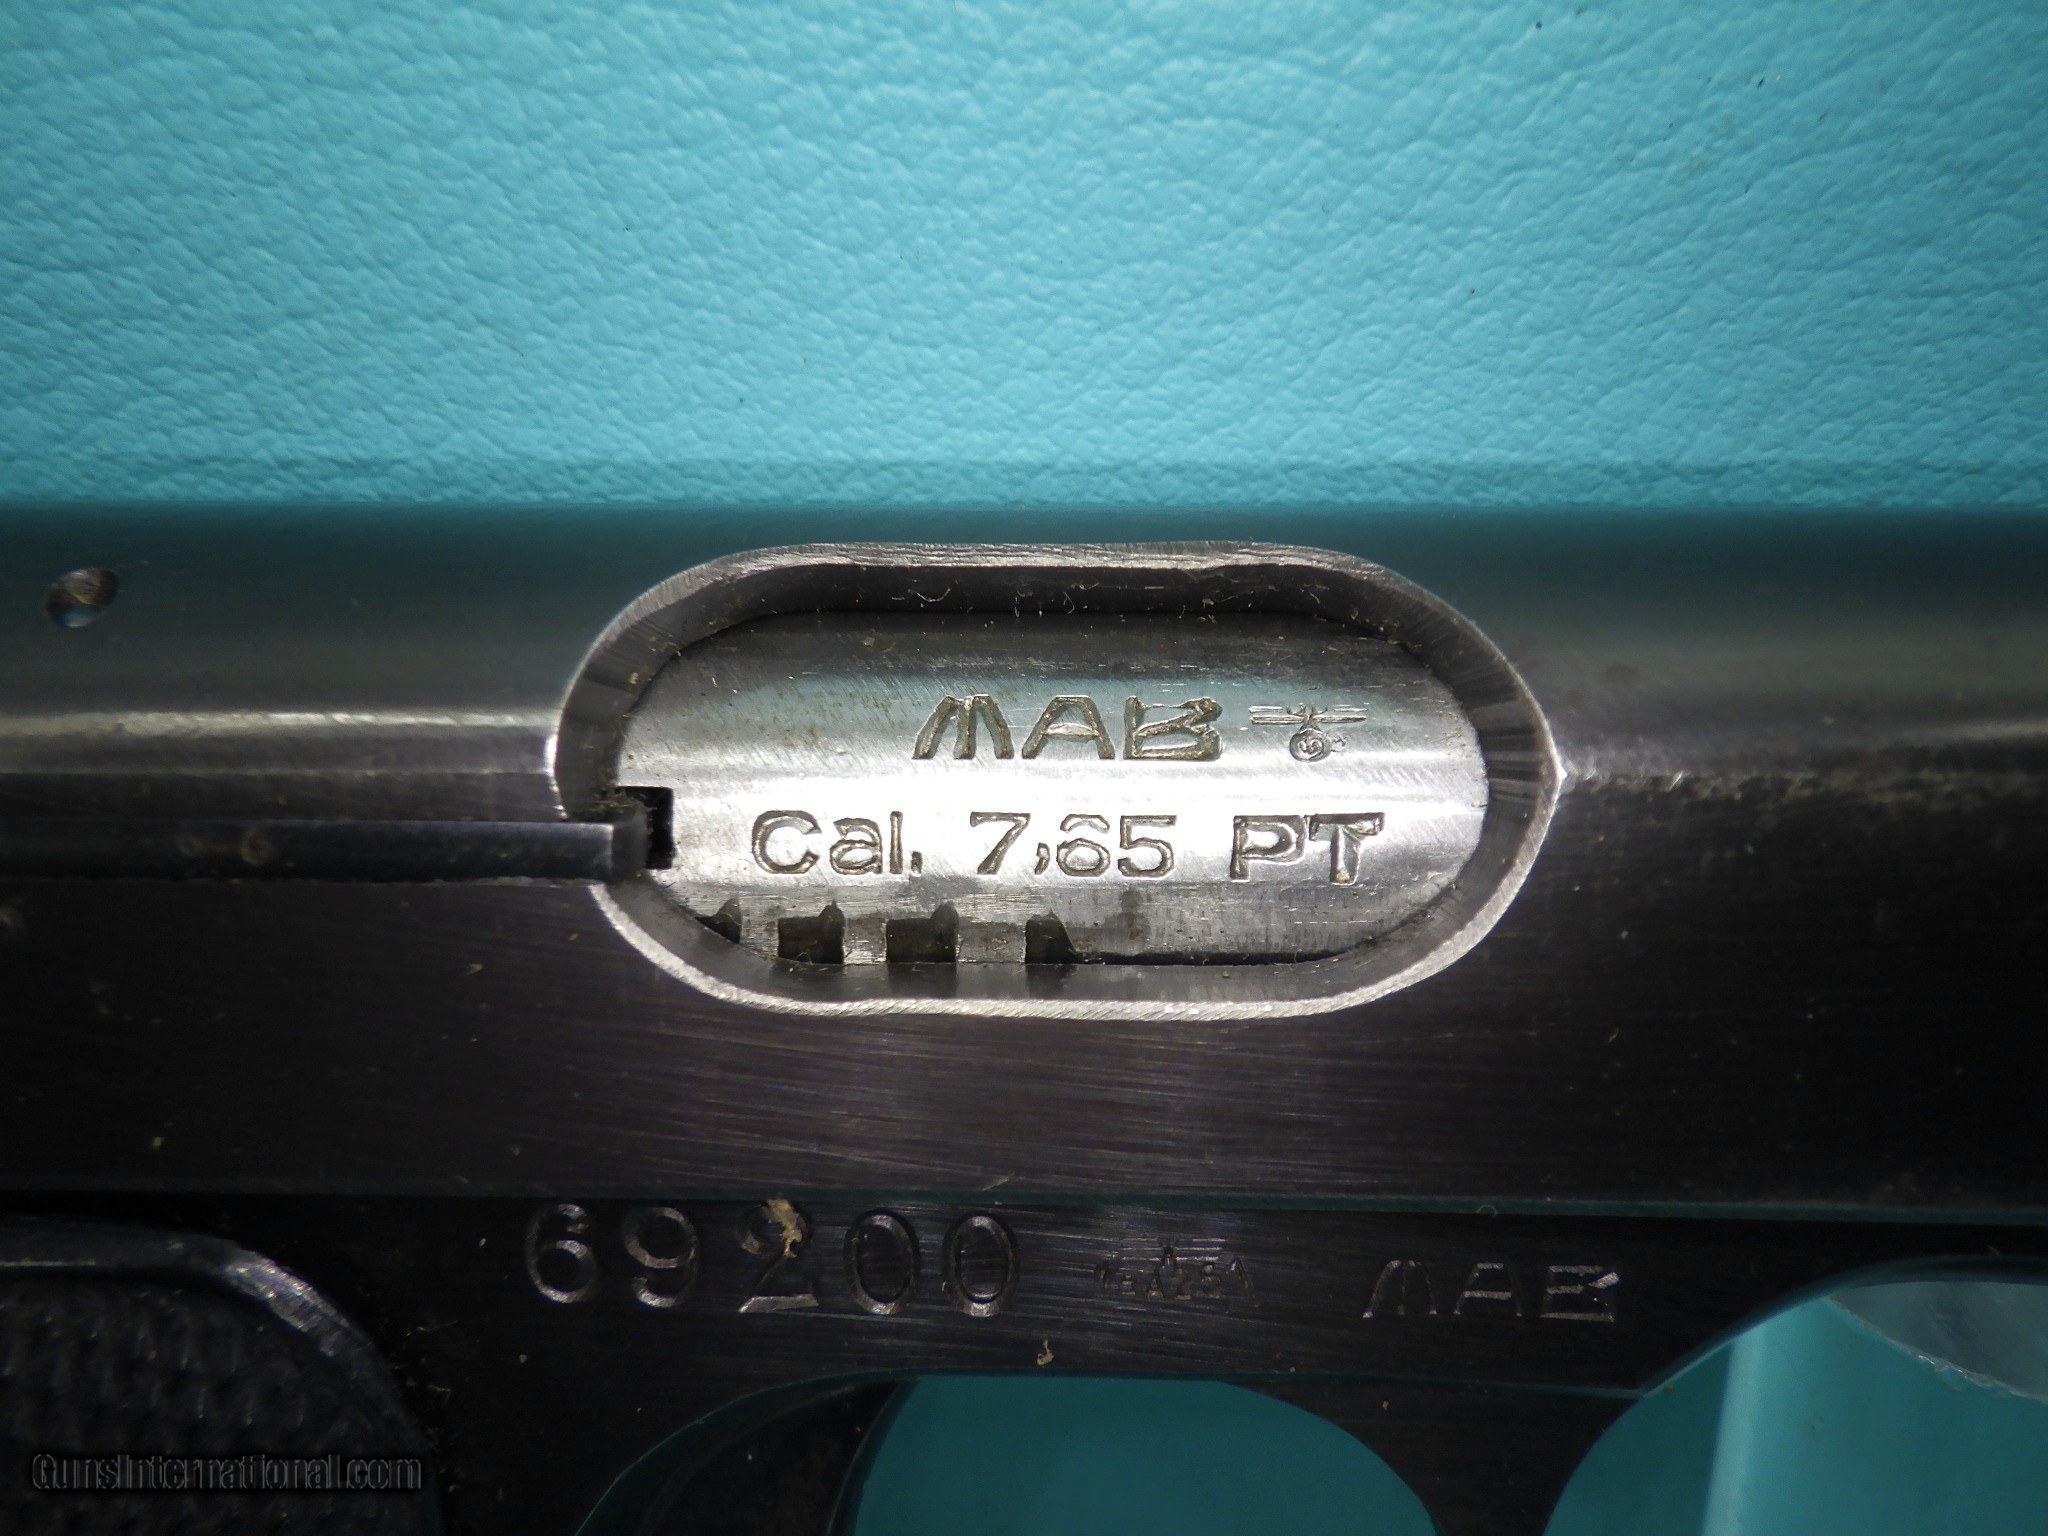 MAB
Cal. 7,65 PT
69200 MAB
GunsInternational.com